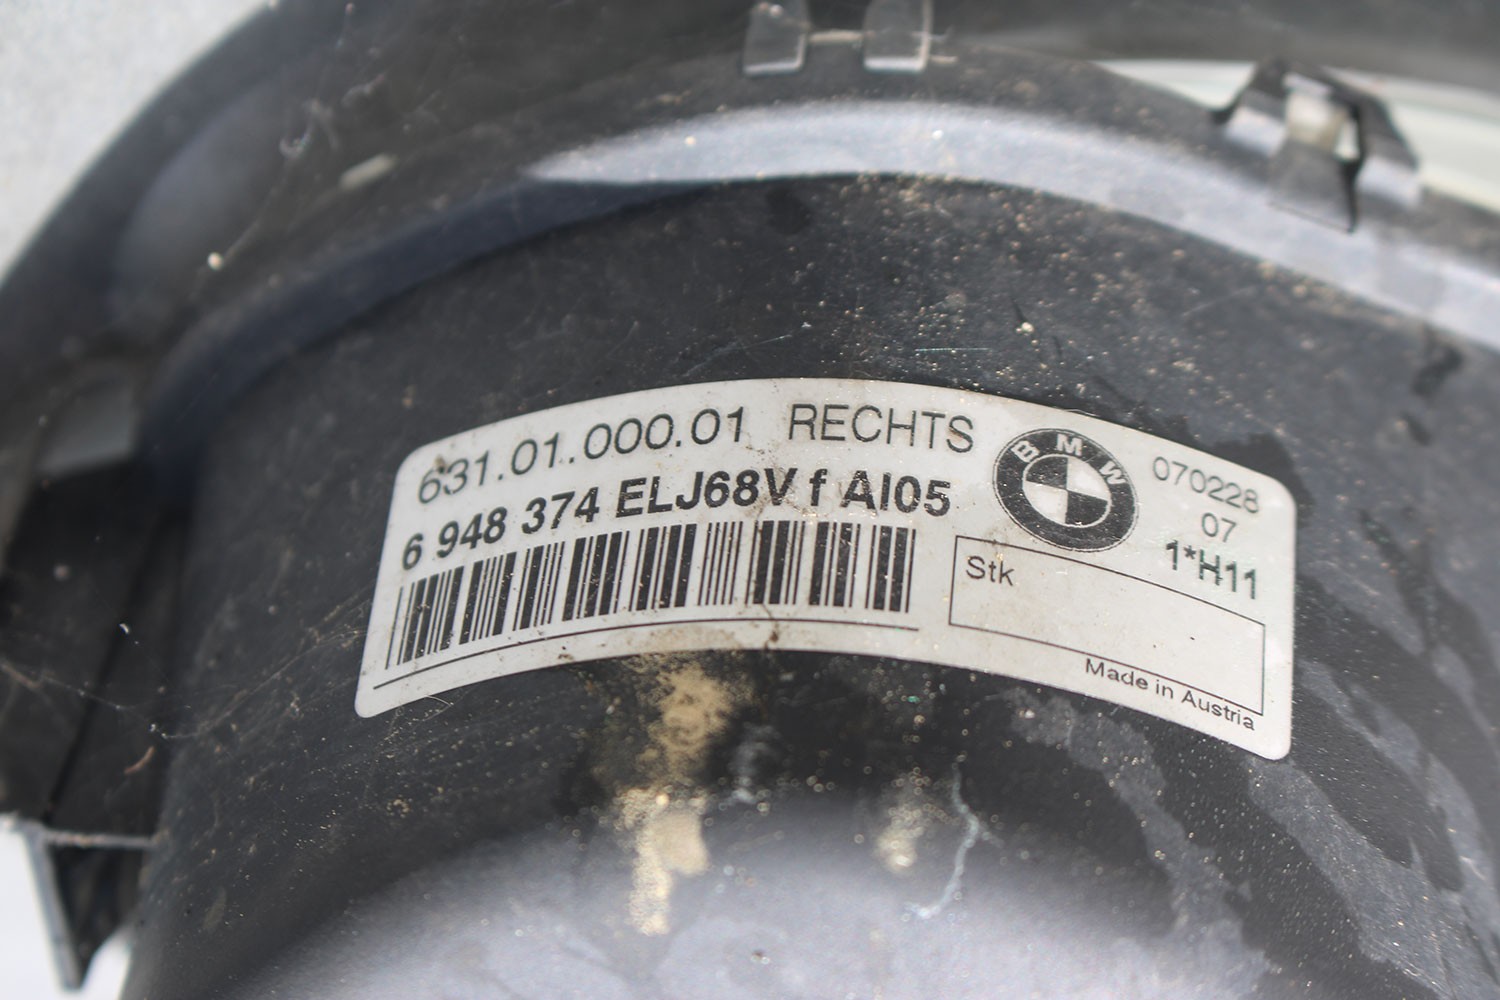 631.01.000.01 RECHTS
6 948 374 ELJ68V f AI05
BMW
070228
07
1*H11
Stk
Made in Austria